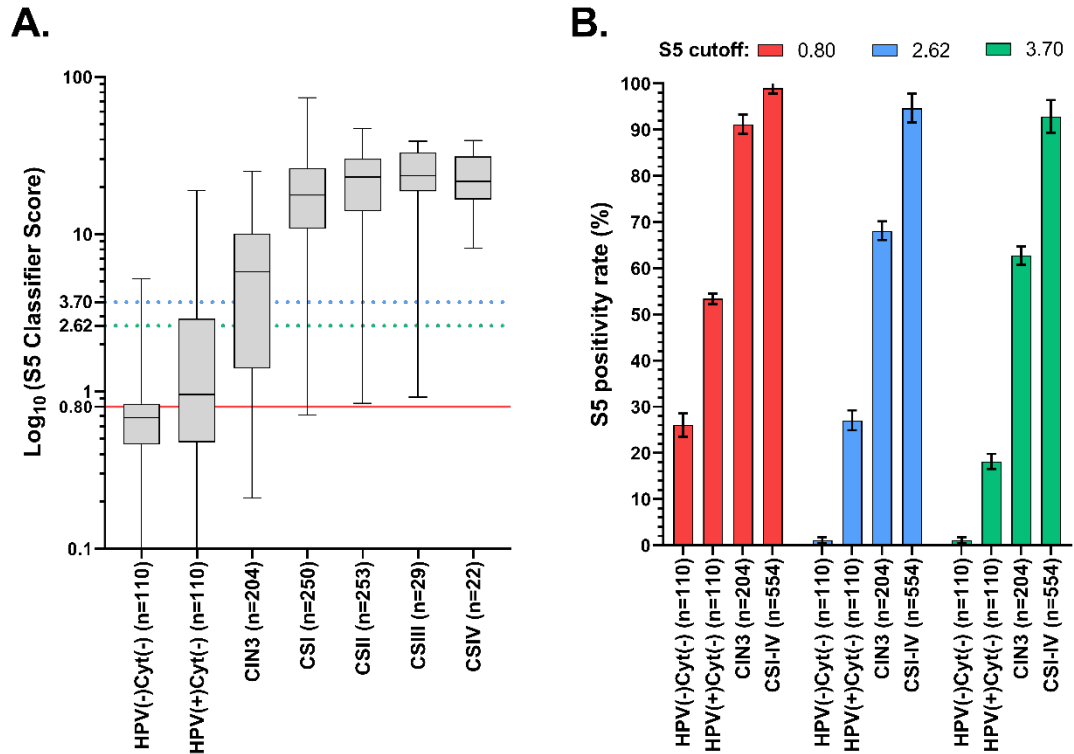 A.
Log10 (S5 Classifier Score)
100
10
3.70
2.62
1
0.80
0.1
HPV(-)Cyt(-) (n=110)
HPV(+)Cyt(-) (n=110)
CIN3 (n=204)
CSI (n=250)
CSII (n=253)
CSIII (n=29)
CSIV (n=22)
B.
S5 cutoff: 0.80 2.62 3.70
S5 positivity rate (%)
100
90
80
70
60
50
40
30
20
10
0
HPV(-)Cyt(-) (n=110)
HPV(+)Cyt(-) (n=110)
CIN3 (n=204)
CSI-IV (n=554)
HPV(-)Cyt(-) (n=110)
HPV(+)Cyt(-) (n=110)
CIN3 (n=204)
CSI-IV (n=554)
HPV(-)Cyt(-) (n=110)
HPV(+)Cyt(-) (n=110)
CIN3 (n=204)
CSI-IV (n=554)